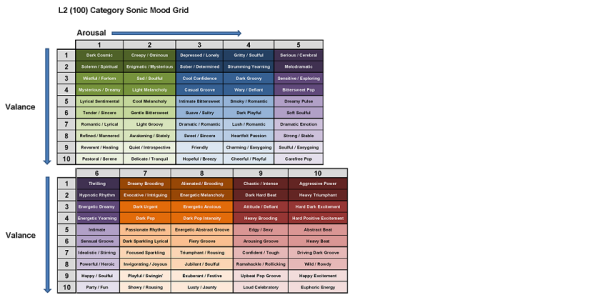 L2 (100) Category Sonic Mood Grid
Arousal
1 2 3 4 5
1 Dark Cosmic Creepy / Ominous Depressed / Lonely Gritty / Soulful Serious / Cerebral
2 Solemn / Spiritual Enigmatic / Mysterious Sober / Determined Strumming Yearning Melodramatic
3 Wistful / Forlorn Sad / Soulful Cool Confidence Dark Groovy Sensitive / Exploring
4 Mysterious / Dreamy Light Melancholy Casual Groove Wary / Defiant Bittersweet Pop
Valance
5 Lyrical Sentimental Cool Melancholy Intimate Bittersweet Smoky / Romantic Dreamy Pulse
6 Tender / Sincere Gentle Bittersweet Suave / Sultry Dark Playful Soft Soulful
7 Romantic / Lyrical Light Groovy Dramatic / Romantic Lush / Romantic Dramatic Emotion
8 Refined / Mannered Awakening / Stately Sweet / Sincere Heartfelt Passion Strong / Stable
9 Reverent / Healing Quiet / Introspective Friendly Charming / Easygoing Soulful / Easygoing
10 Pastoral / Serene Delicate / Tranquil Hopeful / Breezy Cheerful / Playful Carefree Pop
6 7 8 9 10
1 Thrilling Dreamy Brooding Alienated / Brooding Chaotic / Intense Aggressive Power
2 Hypnotic Rhythm Evocative / Intriguing Energetic Melancholy Dark Hard Beat Heavy Triumphant
3 Energetic Dreamy Dark Urgent Energetic Anxious Attitude / Defiant Hard Dark Excitement
4 Energetic Yearning Dark Pop Dark Pop Intensity Heavy Brooding Hard Positive Excitement
5 Intimate Passionate Rhythm Energetic Abstract Groove Edgy / Sexy Abstract Beat
Valance
6 Sensual Groove Dark Sparkling Lyrical Fiery Groove Arousing Groove Heavy Beat
7 Idealistic / Stirring Focused Sparkling Triumphant / Rousing Confident / Tough Driving Dark Groove
8 Powerful / Heroic Invigorating / Joyous Jubilant / Soulful Ramshackle / Rollicking Wild / Rowdy
9 Happy / Soulful Playful / Swingin' Exuberant / Festive Upbeat Pop Groove Happy Excitement
10 Party / Fun Showy / Rousing Lusty / Jaunty Loud Celebratory Euphoric Energy